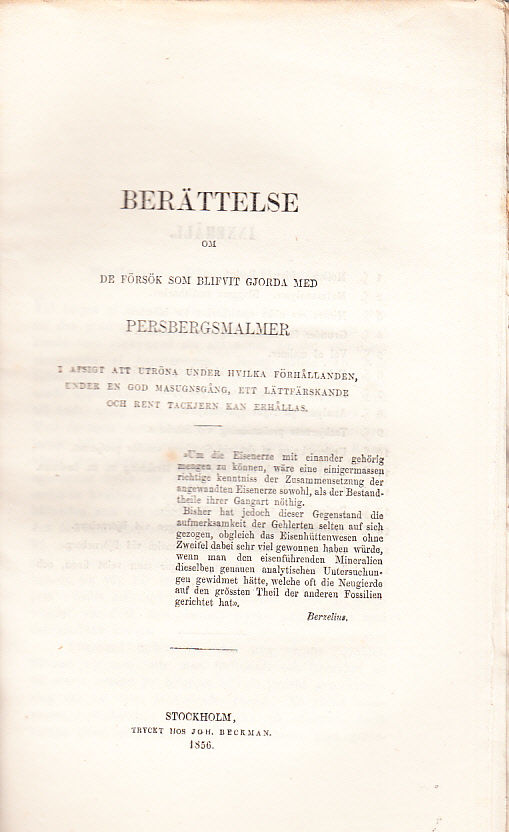 BERÄTTELSE
OM
DE FÖRSÖK SOM BLIFVIT GJORDA MED
PERSBERGSMALMER
I AFSIGT ATT UTRÖNA UNDER HVILKA FÖRHÅLLANDEN,
UNDER EN GOD MASUGNSGÅNG, ETT LÄTTFÄRSKANDE
OCH RENT TACKJERN KAN ERHÅLLAS.
»Um die Eisenerze mit einander gehörig
mengen zu können, wäre eine einigermassen
richtige kenntniss der Zusammensetzung der
angewandten Eisenerze sowohl, als der Bestand-
theile ihrer Gangart nöthig.
Bisher hat jedoch dieser Gegenstand die
aufmerksamkeit der Gehlerten selten auf sich
gezogen, obgleich das Eisenhüttenwesen ohne
Zweifel dabei sehr viel gewonnen haben würde,
wenn man den eisenführenden Mineralien
dieselben genauen analytischen Untersuchun-
gen gewidmet hätte, welche oft die Neugierde
auf den grössten Theil der anderen Fossilien
gerichtet hat».
Berzelius.
STOCKHOLM,
TRYCKT HOS JOH. BECKMAN.
1856.